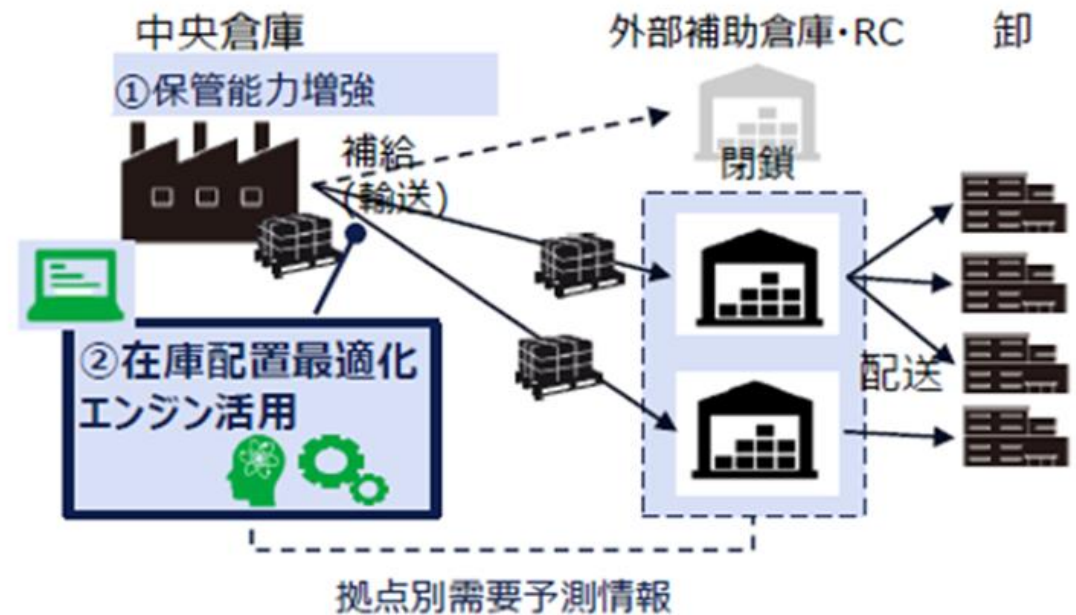 中央倉庫
外部補助倉庫・RC
卸
①保管能力増強
補給
(輸送)
閉鎖
②在庫配置最適化
エンジン活用
配送
拠点別需要予測情報